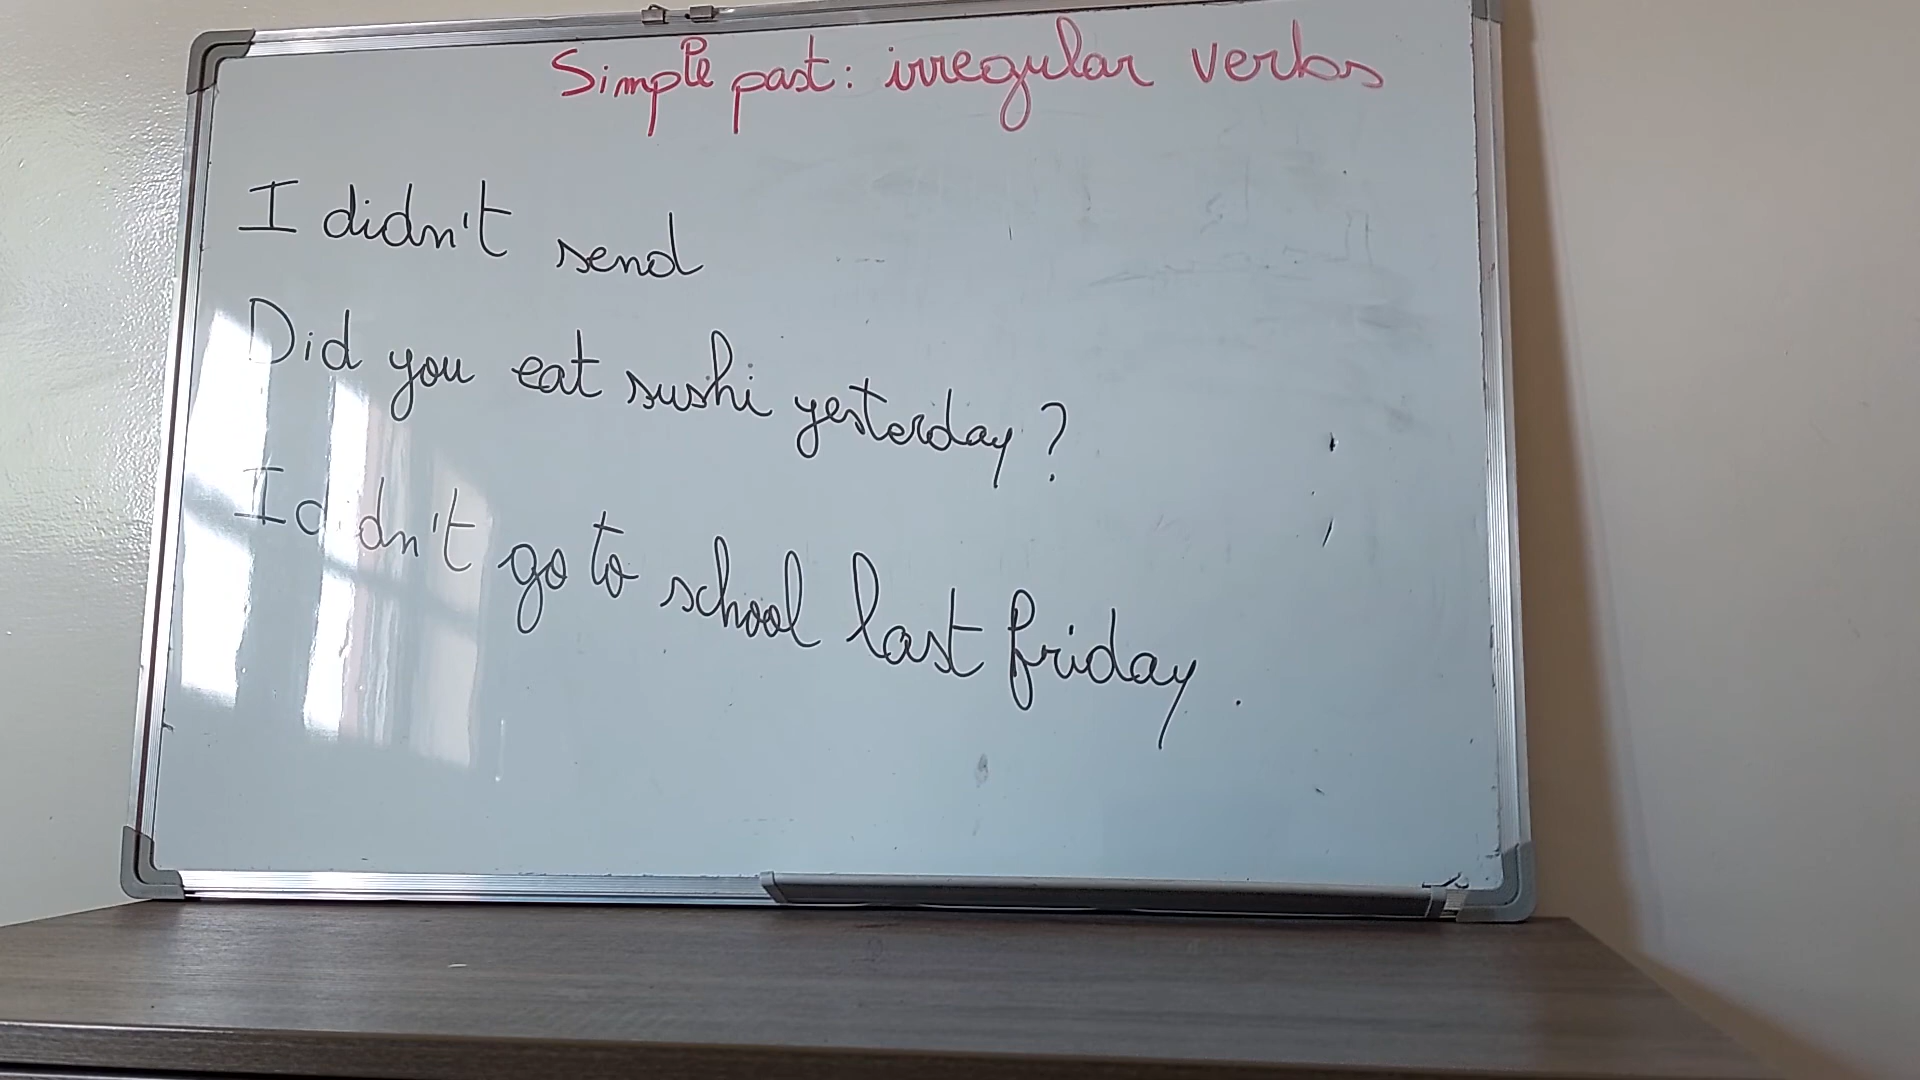 Simple past: irregular verbs
I didn't send
Did you eat sushi yesterday?
I didn't go to school last friday.